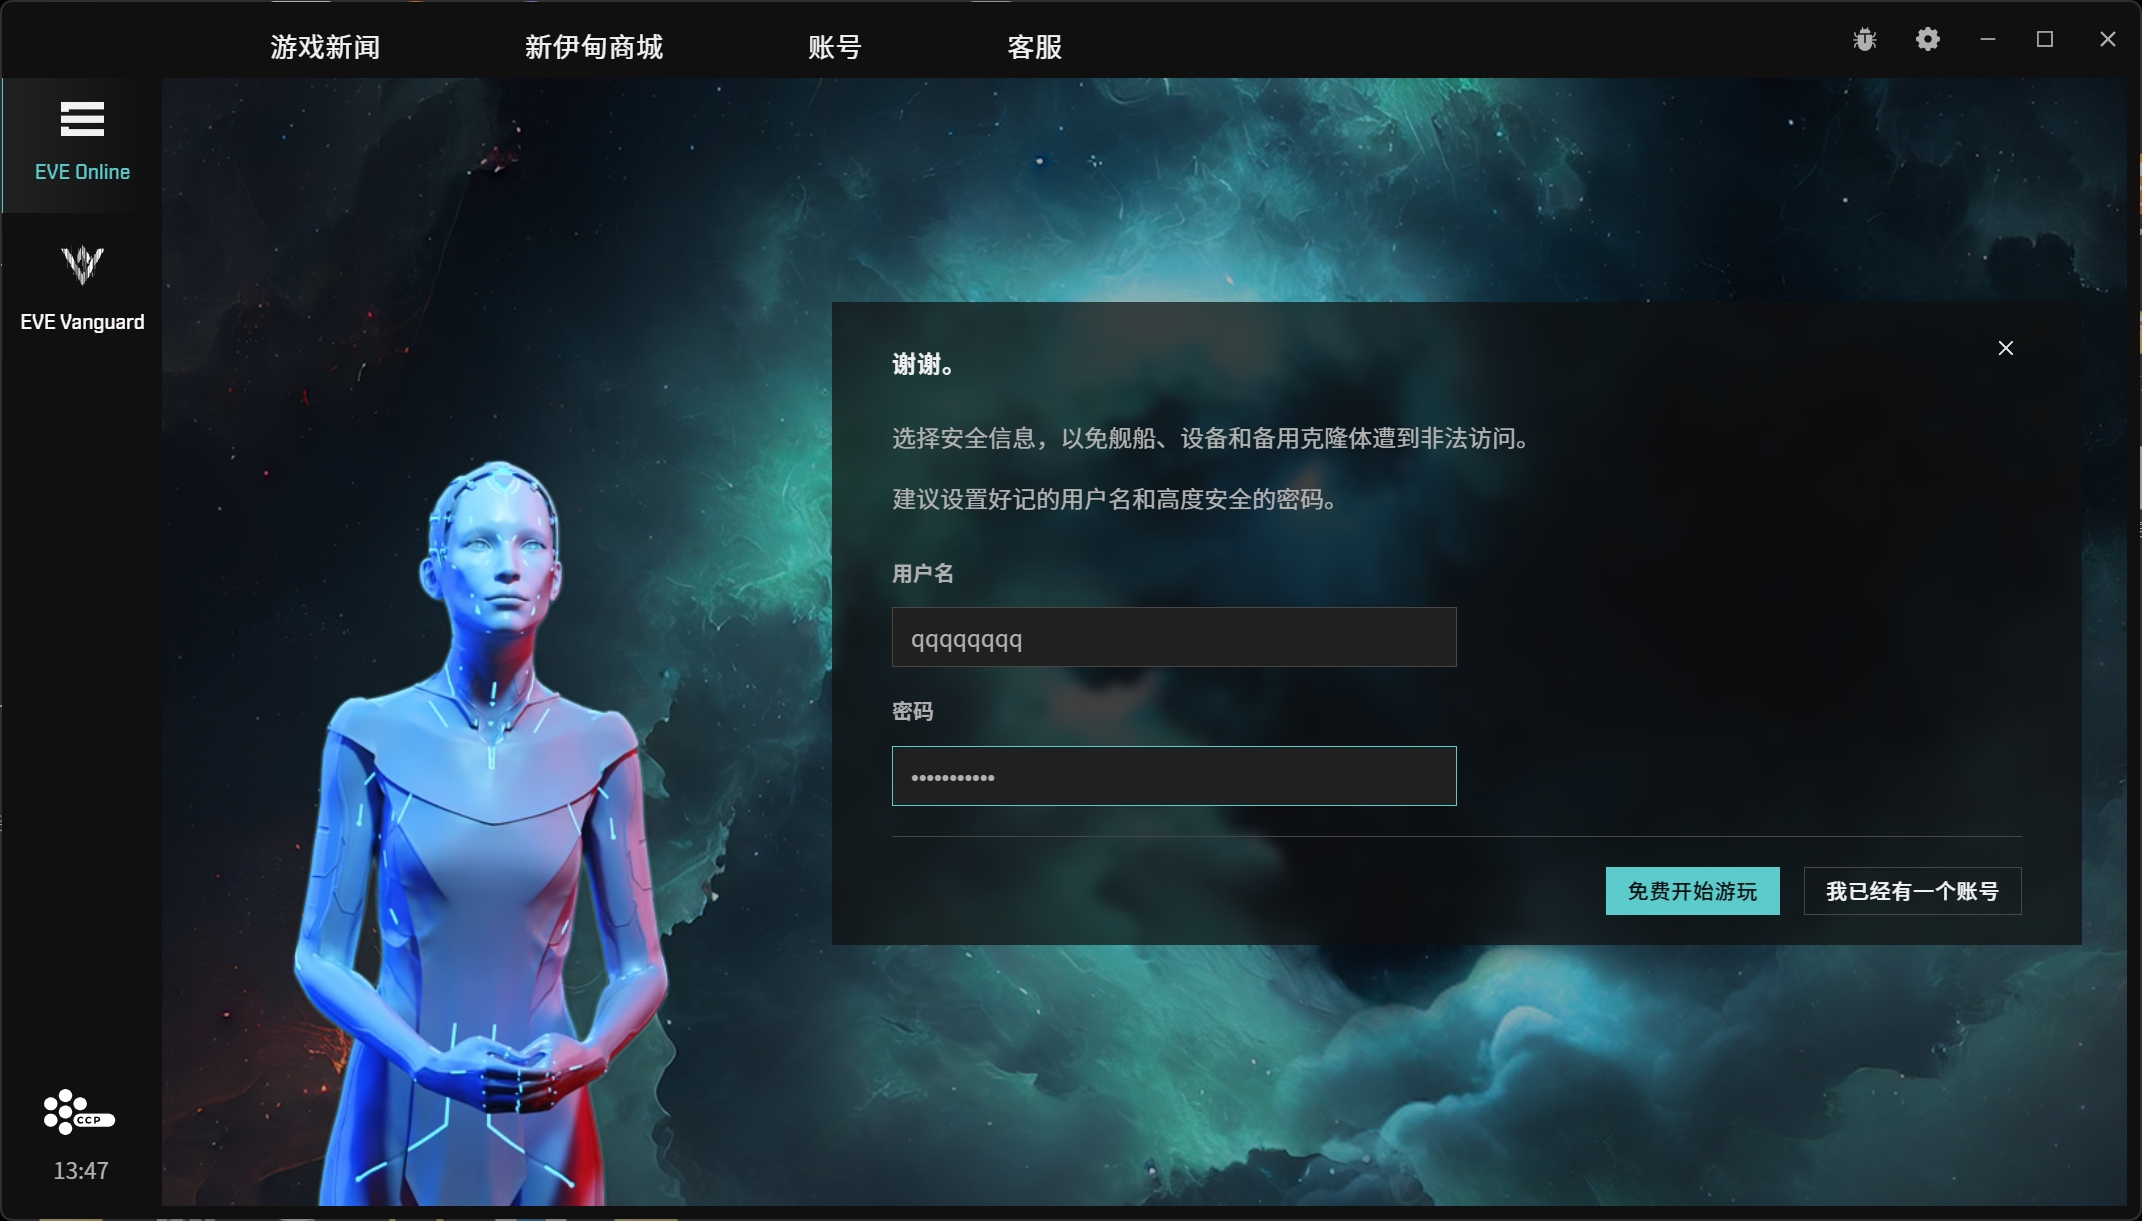 游戏新闻
新伊甸商城
账号
客服
EVE Online
EVE Vanguard
谢谢。
选择安全信息，以免舰船、设备和备用克隆体遭到非法访问。
建议设置好记的用户名和高度安全的密码。
用户名
qqqqqqqq
密码
•••••••••••
免费开始游玩
我已经有一个账号
CCP
13:47